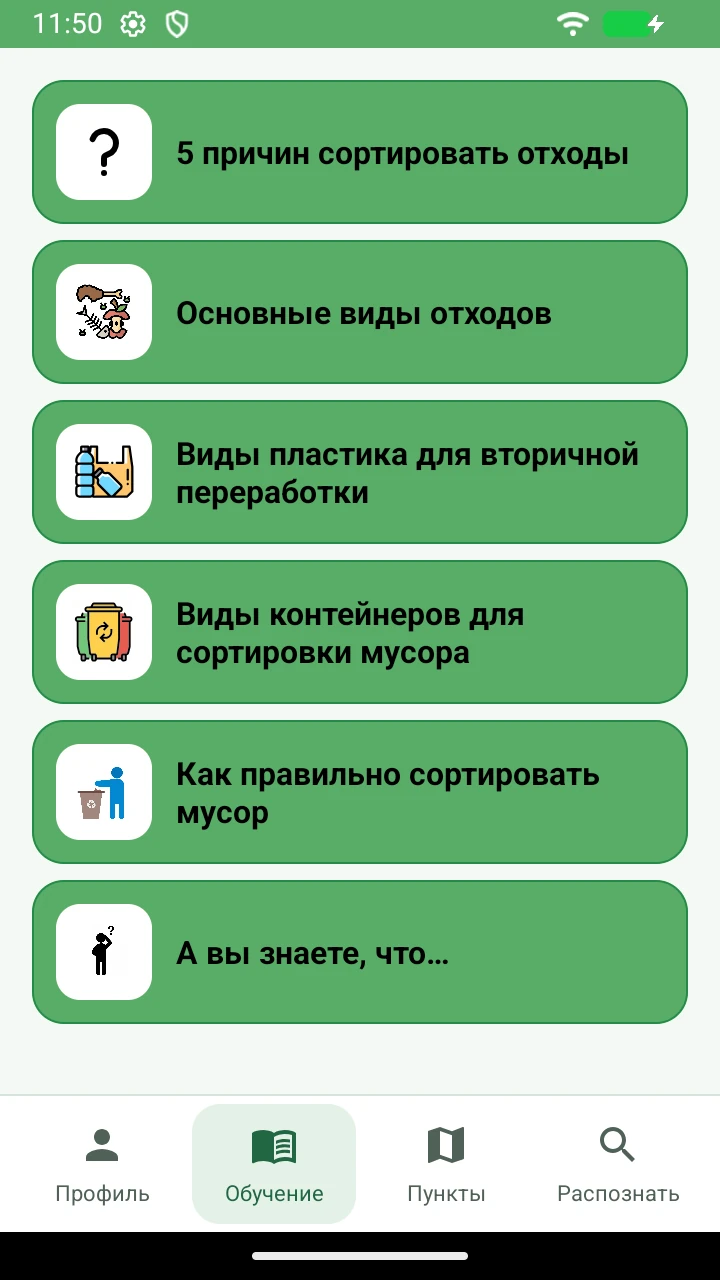 11:50
5 причин сортировать отходы
Основные виды отходов
Виды пластика для вторичной
переработки
Виды контейнеров для
сортировки мусора
Как правильно сортировать
мусор
А вы знаете, что...
Профиль
Обучение
Пункты
Распознать